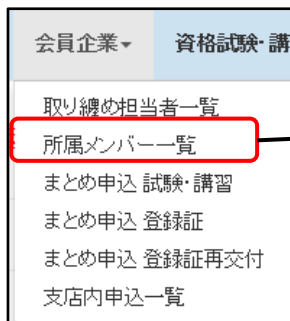 会員企業▾ 資格試験・講
取り纏め担当者一覧
所属メンバー一覧
まとめ申込 試験・講習
まとめ申込 登録証
まとめ申込 登録証再交付
支店内申込一覧